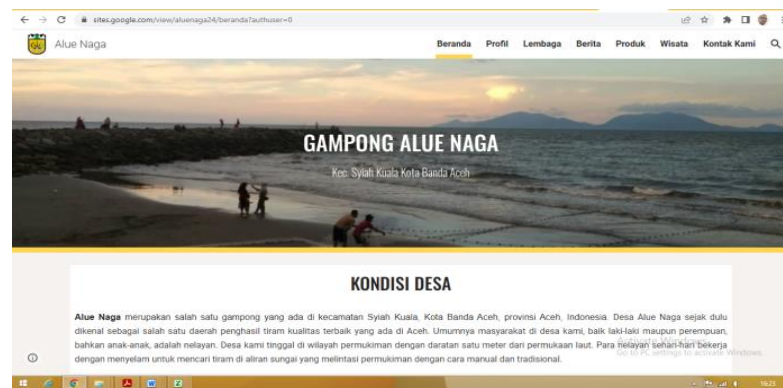 sites.google.com/view/aluenaga24/beranda?authuser=0
Alue Naga
Beranda Profil Lembaga Berita Produk Wisata Kontak Kami
GAMPONG ALUE NAGA
Kec. Syiah Kuala Kota Banda Aceh
KONDISI DESA
Alue Naga merupakan salah satu gampong yang ada di kecamatan Syiah Kuala, Kota Banda Aceh, provinsi Aceh, Indonesia. Desa Alue Naga sejak dulu
dikenal sebagai salah satu daerah penghasil tiram kualitas terbaik yang ada di Aceh. Umumnya masyarakat di desa kami, baik laki-laki maupun perempuan,
bahkan anak-anak, adalah nelayan. Desa kami tinggal di wilayah permukiman dengan daratan satu meter dari permukaan laut. Para nelayan sehari-hari bekerja
dengan menyelam untuk mencari tiram di aliran sungai yang melintasi permukiman dengan cara manual dan tradisional.
Activate Windows
Go to PC settings to activate Windows.
16:25